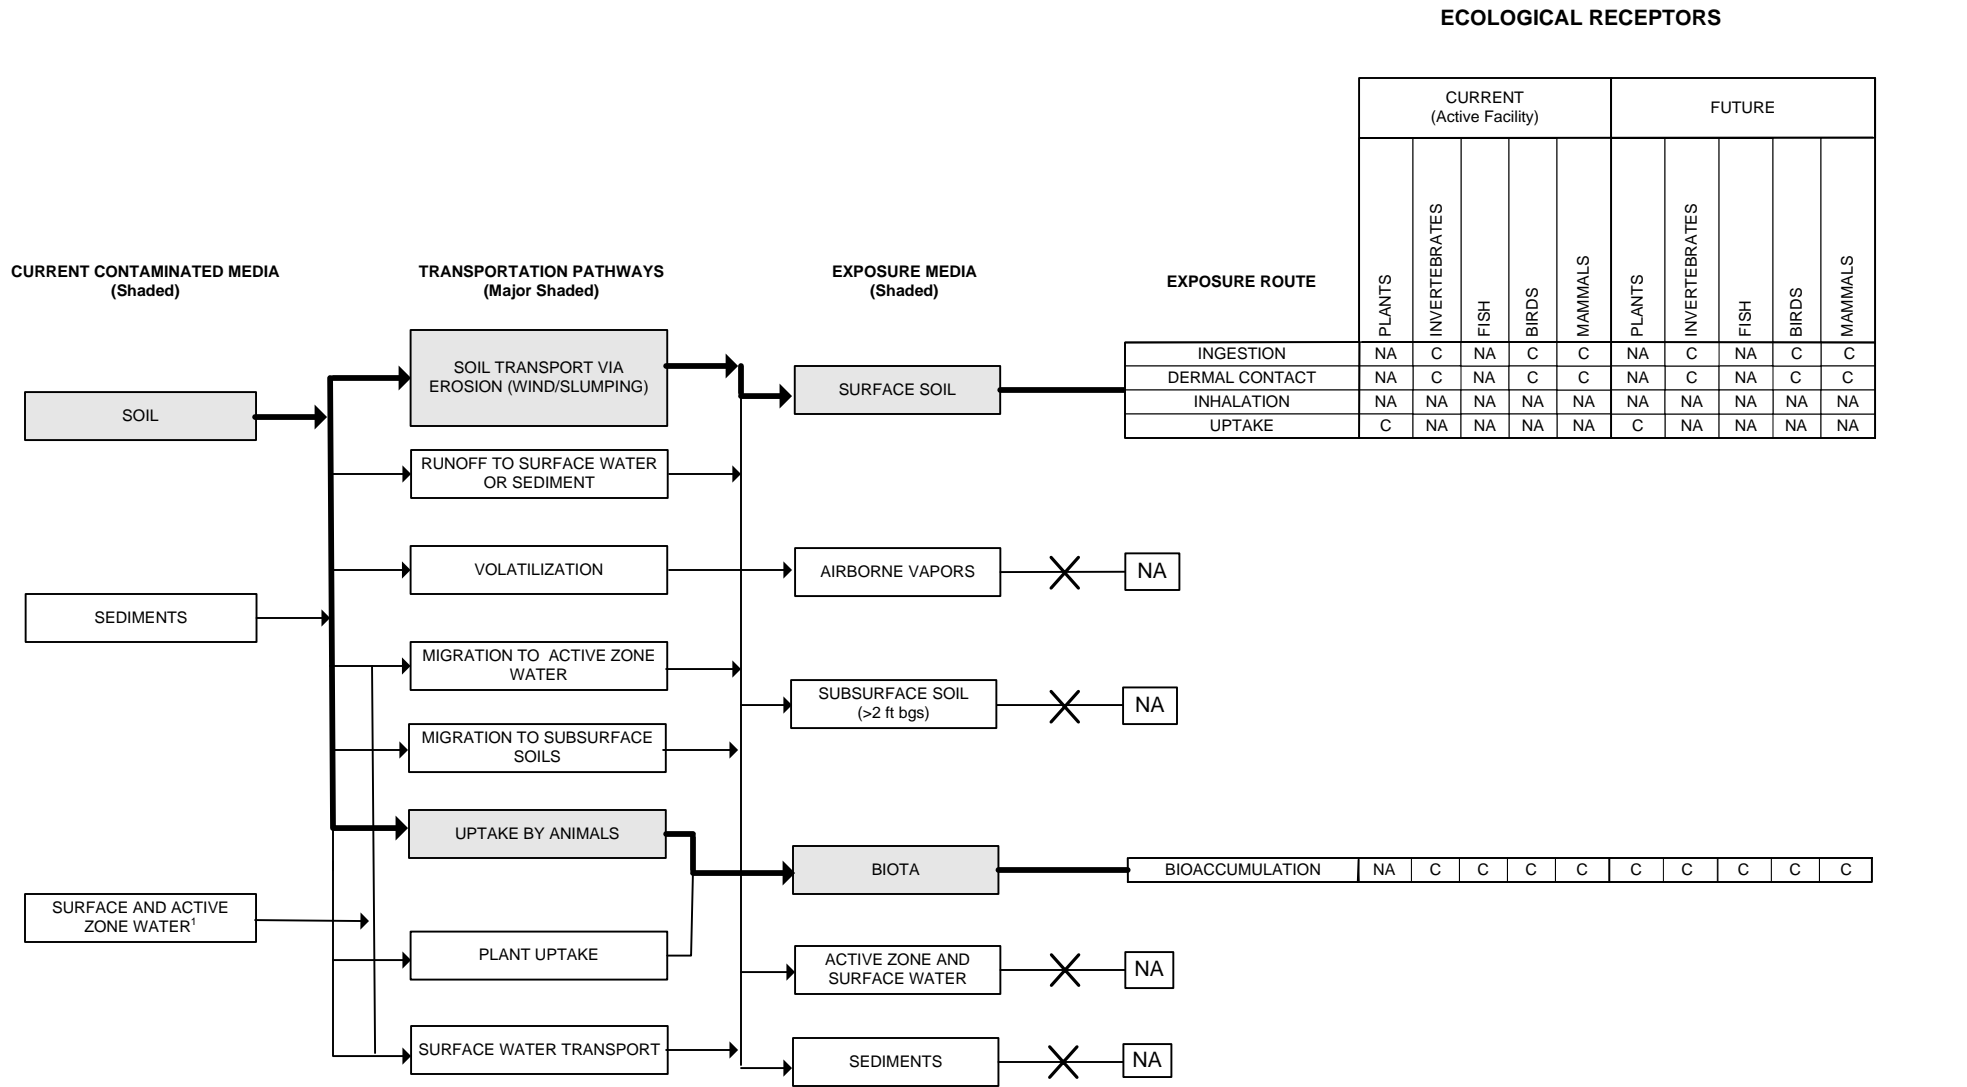 ECOLOGICAL RECEPTORS
CURRENT
(Active Facility)
FUTURE
CURRENT CONTAMINATED MEDIA
(Shaded)
TRANSPORTATION PATHWAYS
(Major Shaded)
EXPOSURE MEDIA
(Shaded)
EXPOSURE ROUTE
PLANTS
INVERTEBRATES
FISH
BIRDS
MAMMALS
PLANTS
INVERTEBRATES
FISH
BIRDS
MAMMALS
INGESTION NA C NA C C NA C NA C C
DERMAL CONTACT NA C NA C C NA C NA C C
INHALATION NA NA NA NA NA NA NA NA NA NA
UPTAKE C NA NA NA NA C NA NA NA NA
SOIL
SOIL TRANSPORT VIA
EROSION (WIND/SLUMPING)
SURFACE SOIL
RUNOFF TO SURFACE WATER
OR SEDIMENT
VOLATILIZATION
AIRBORNE VAPORS
NA
SEDIMENTS
MIGRATION TO ACTIVE ZONE
WATER
SUBSURFACE SOIL
(>2 ft bgs)
NA
MIGRATION TO SUBSURFACE
SOILS
UPTAKE BY ANIMALS
BIOTA
BIOACCUMULATION NA C C C C C C C C C
SURFACE AND ACTIVE
ZONE WATER¹
PLANT UPTAKE
ACTIVE ZONE AND
SURFACE WATER
NA
SURFACE WATER TRANSPORT
SEDIMENTS
NA